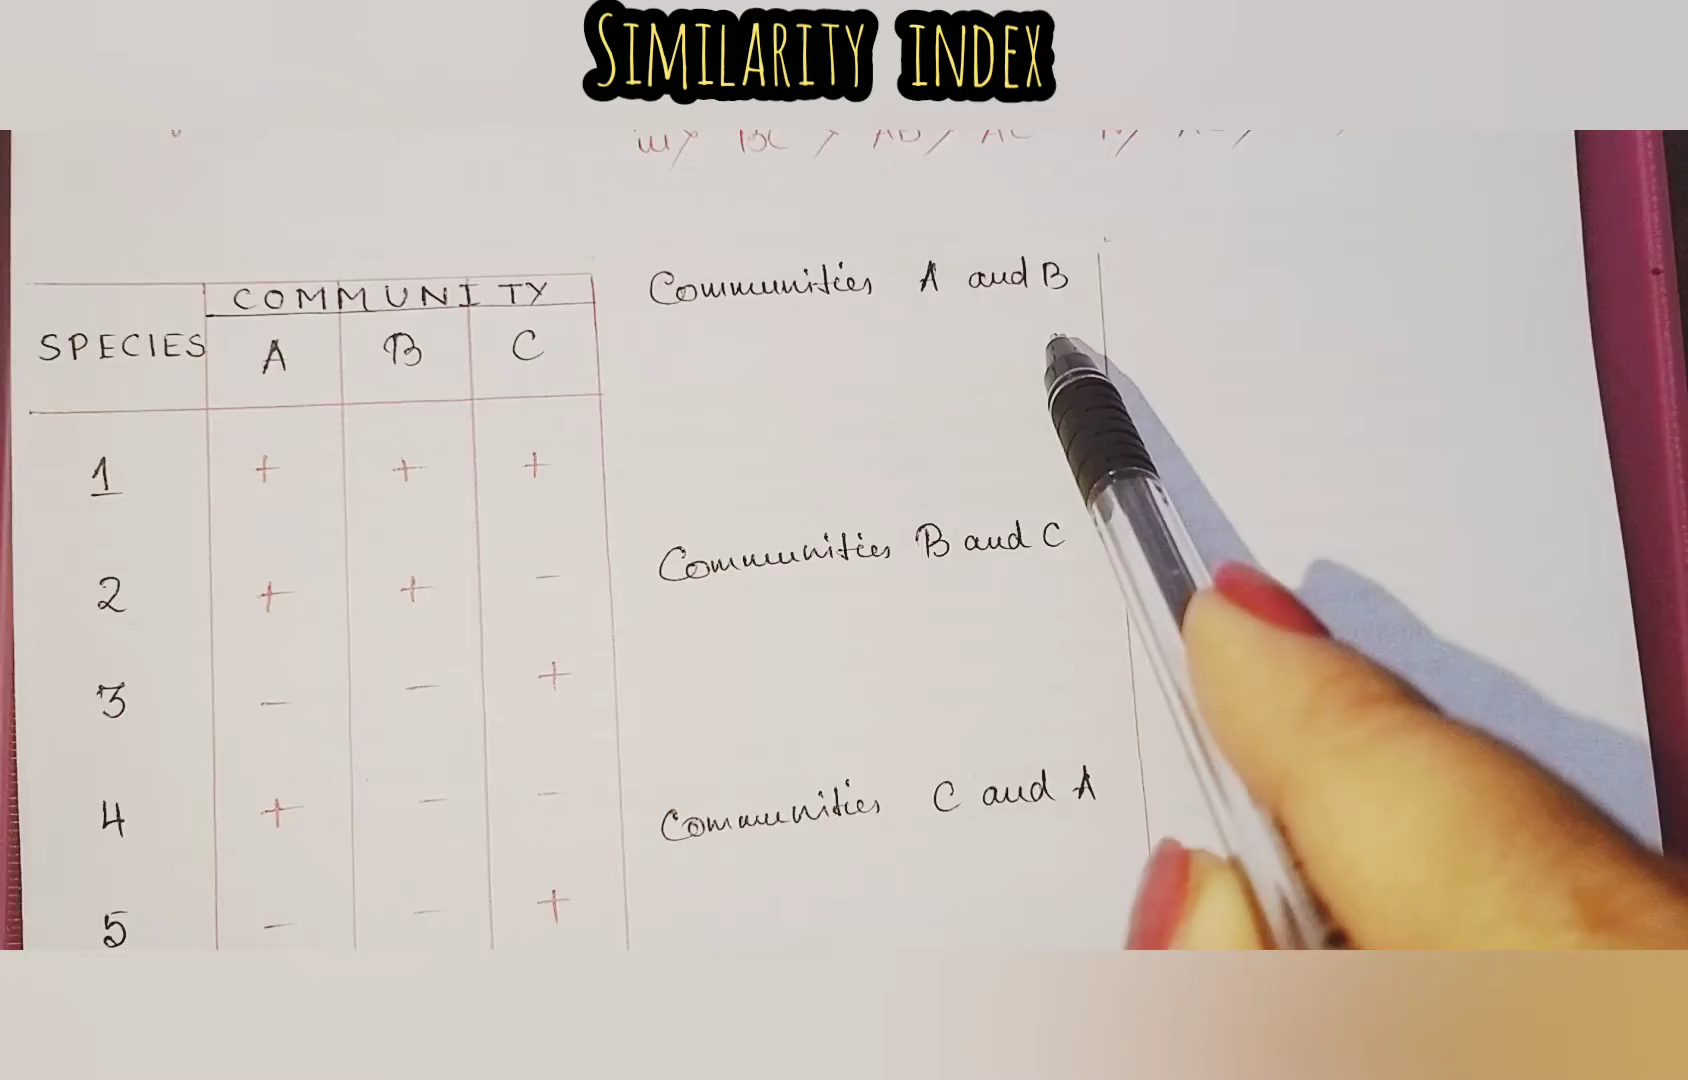 SIMILARITY INDEX
COMMUNITY
SPECIES A B C
1 + + +
2 + + -
3 - - +
4 + - -
5 - - +
Communities A and B
Communities B and C
Communities C and A